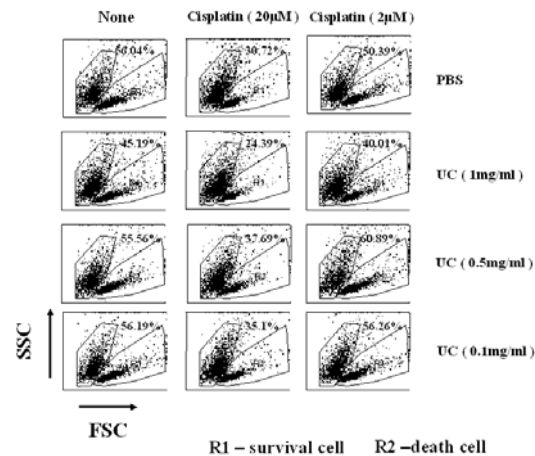 None Cisplatin ( 20µM) Cisplatin ( 2µM)
56.04% 30.72% 50.39% PBS
45.19% 24.39% 40.01% UC ( 1mg/ml )
55.56% 37.69% 60.89% UC ( 0.5mg/ml )
56.19% 35.1% 56.26% UC ( 0.1mg/ml )
SSC
FSC
R1 – survival cell R2 –death cell